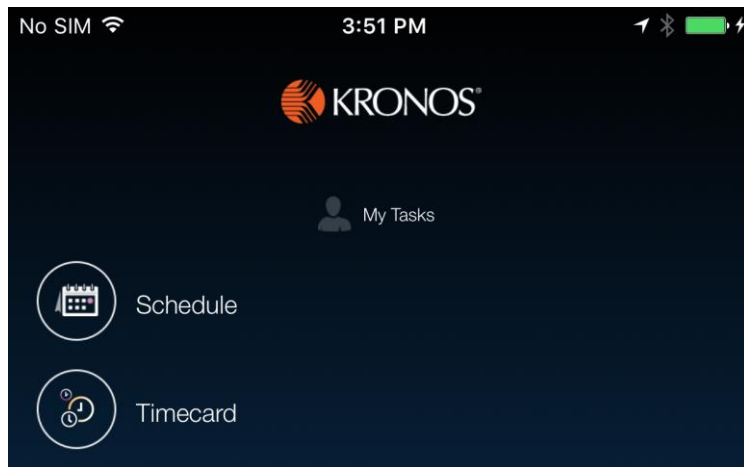 No SIM 3:51 PM
KRONOS®
My Tasks
Schedule
Timecard